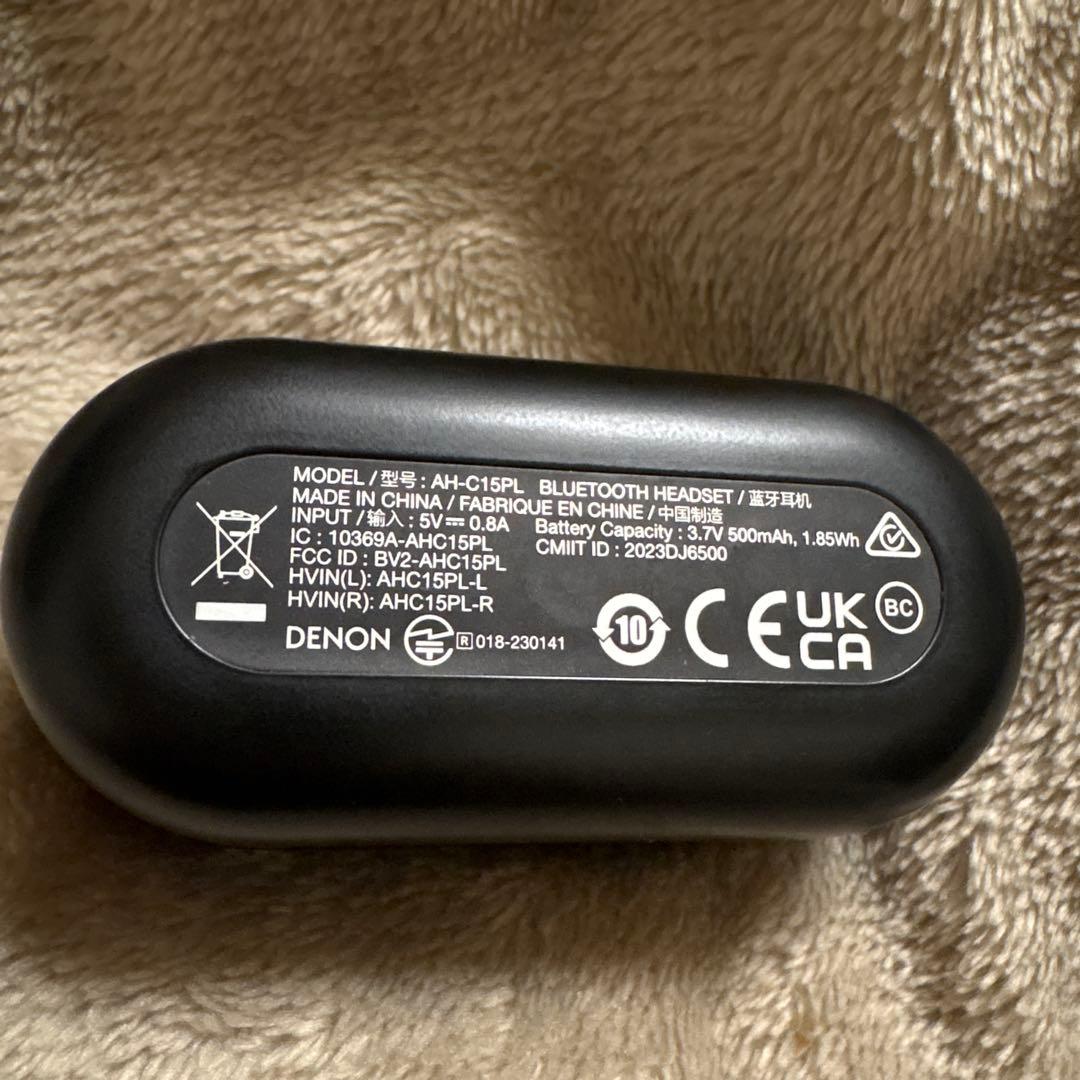 MODEL / 型号 : AH-C15PL BLUETOOTH HEADSET / 蓝牙耳机
MADE IN CHINA / FABRIQUE EN CHINE / 中国制造
INPUT / 输入 : 5V⎓ 0.8A Battery Capacity : 3.7V 500mAh, 1.85Wh
IC : 10369A-AHC15PL CMIIT ID : 2023DJ6500
FCC ID : BV2-AHC15PL
HVIN(L): AHC15PL-L
HVIN(R): AHC15PL-R
DENON R 018-230141 10 CE UK CA BC